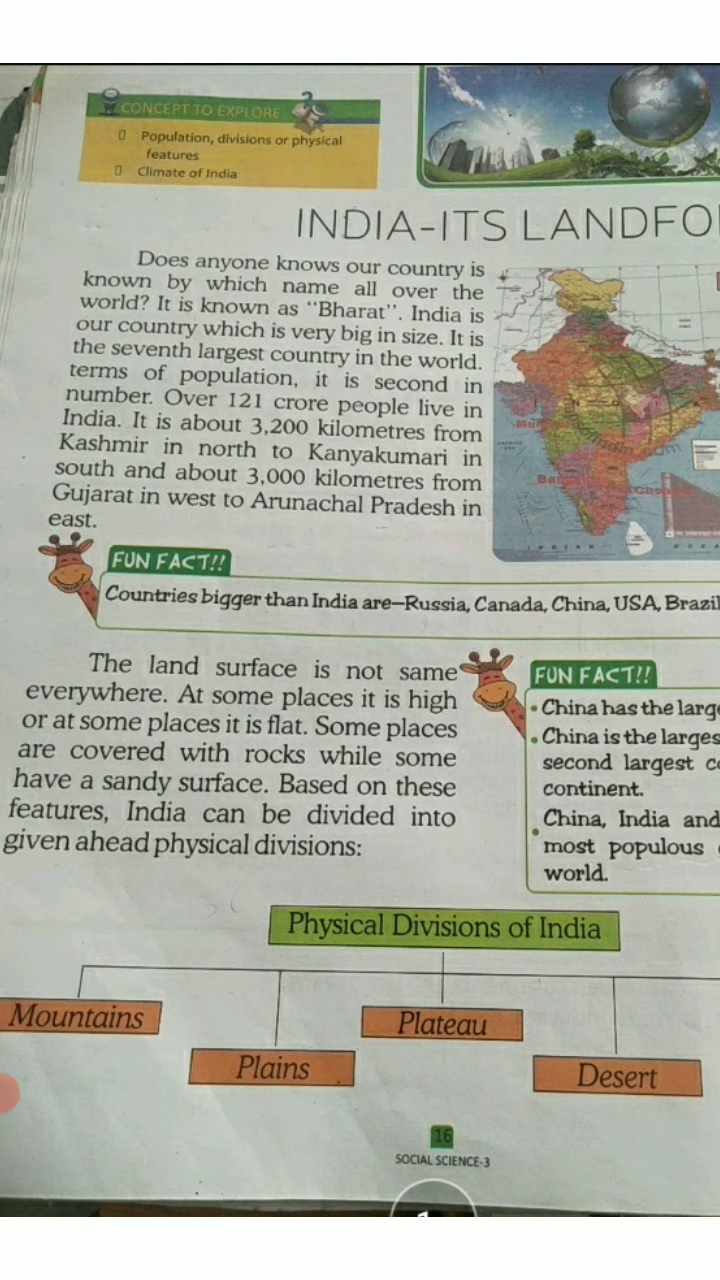 CONCEPT TO EXPLORE
Population, divisions or physical
features
Climate of India
INDIA-ITS LANDFO
Does anyone knows our country is
known by which name all over the
world? It is known as “Bharat”. India is
our country which is very big in size. It is
the seventh largest country in the world.
terms of population, it is second in
number. Over 121 crore people live in
India. It is about 3,200 kilometres from
Kashmir in north to Kanyakumari in
south and about 3,000 kilometres from
Gujarat in west to Arunachal Pradesh in
east.
INDIAN OCEA
FUN FACT!!
Countries bigger than India are–Russia, Canada, China, USA, Brazil
The land surface is not same
everywhere. At some places it is high
or at some places it is flat. Some places
are covered with rocks while some
have a sandy surface. Based on these
features, India can be divided into
given ahead physical divisions:
FUN FACT!!
• China has the larg
• China is the larges
second largest c
continent.
• China, India and
most populous
world.
Physical Divisions of India
Mountains
Plateau
Plains
Desert
16
SOCIAL SCIENCE-3